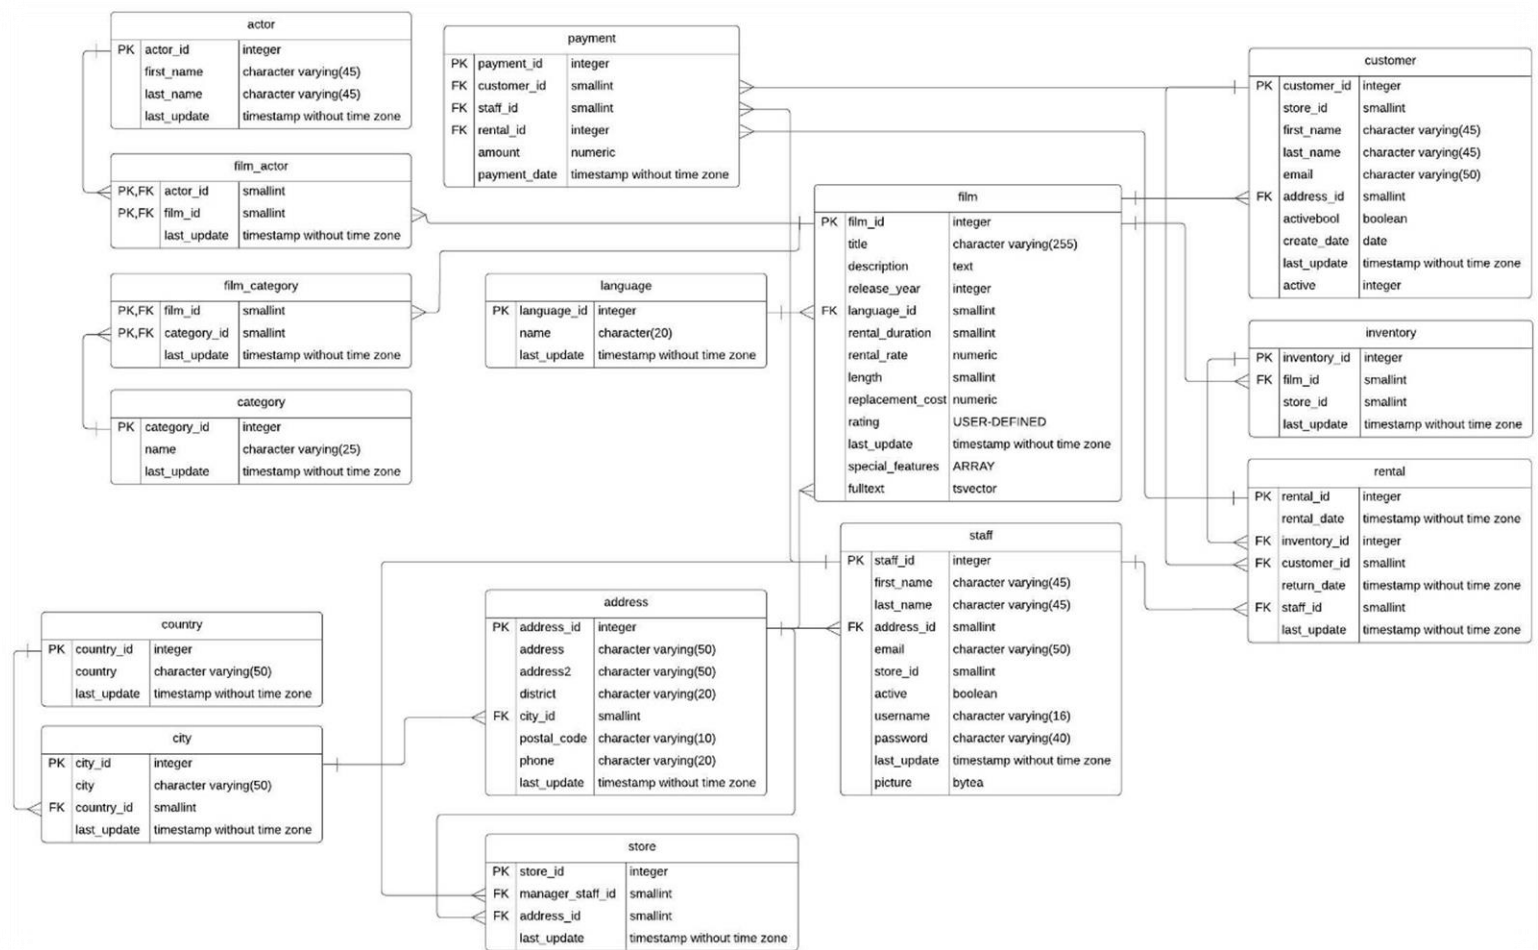 actor
PK actor_id integer
first_name character varying(45)
last_name character varying(45)
last_update timestamp without time zone
film_actor
PK,FK actor_id smallint
PK,FK film_id smallint
last_update timestamp without time zone
film_category
PK,FK film_id smallint
PK,FK category_id smallint
last_update timestamp without time zone
category
PK category_id integer
name character varying(25)
last_update timestamp without time zone
payment
PK payment_id integer
FK customer_id smallint
FK staff_id smallint
FK rental_id integer
amount numeric
payment_date timestamp without time zone
language
PK language_id integer
name character(20)
last_update timestamp without time zone
film
PK film_id integer
title character varying(255)
description text
release_year integer
FK language_id smallint
rental_duration smallint
rental_rate numeric
length smallint
replacement_cost numeric
rating USER-DEFINED
last_update timestamp without time zone
special_features ARRAY
fulltext tsvector
customer
PK customer_id integer
store_id smallint
first_name character varying(45)
last_name character varying(45)
email character varying(50)
FK address_id smallint
activebool boolean
create_date date
last_update timestamp without time zone
active integer
inventory
PK inventory_id integer
FK film_id smallint
store_id smallint
last_update timestamp without time zone
rental
PK rental_id integer
rental_date timestamp without time zone
FK inventory_id integer
FK customer_id smallint
return_date timestamp without time zone
FK staff_id smallint
last_update timestamp without time zone
staff
PK staff_id integer
first_name character varying(45)
last_name character varying(45)
FK address_id smallint
email character varying(50)
store_id smallint
active boolean
username character varying(16)
password character varying(40)
last_update timestamp without time zone
picture bytea
address
PK address_id integer
address character varying(50)
address2 character varying(50)
district character varying(20)
FK city_id smallint
postal_code character varying(10)
phone character varying(20)
last_update timestamp without time zone
country
PK country_id integer
country character varying(50)
last_update timestamp without time zone
city
PK city_id integer
city character varying(50)
FK country_id smallint
last_update timestamp without time zone
store
PK store_id integer
FK manager_staff_id smallint
FK address_id smallint
last_update timestamp without time zone